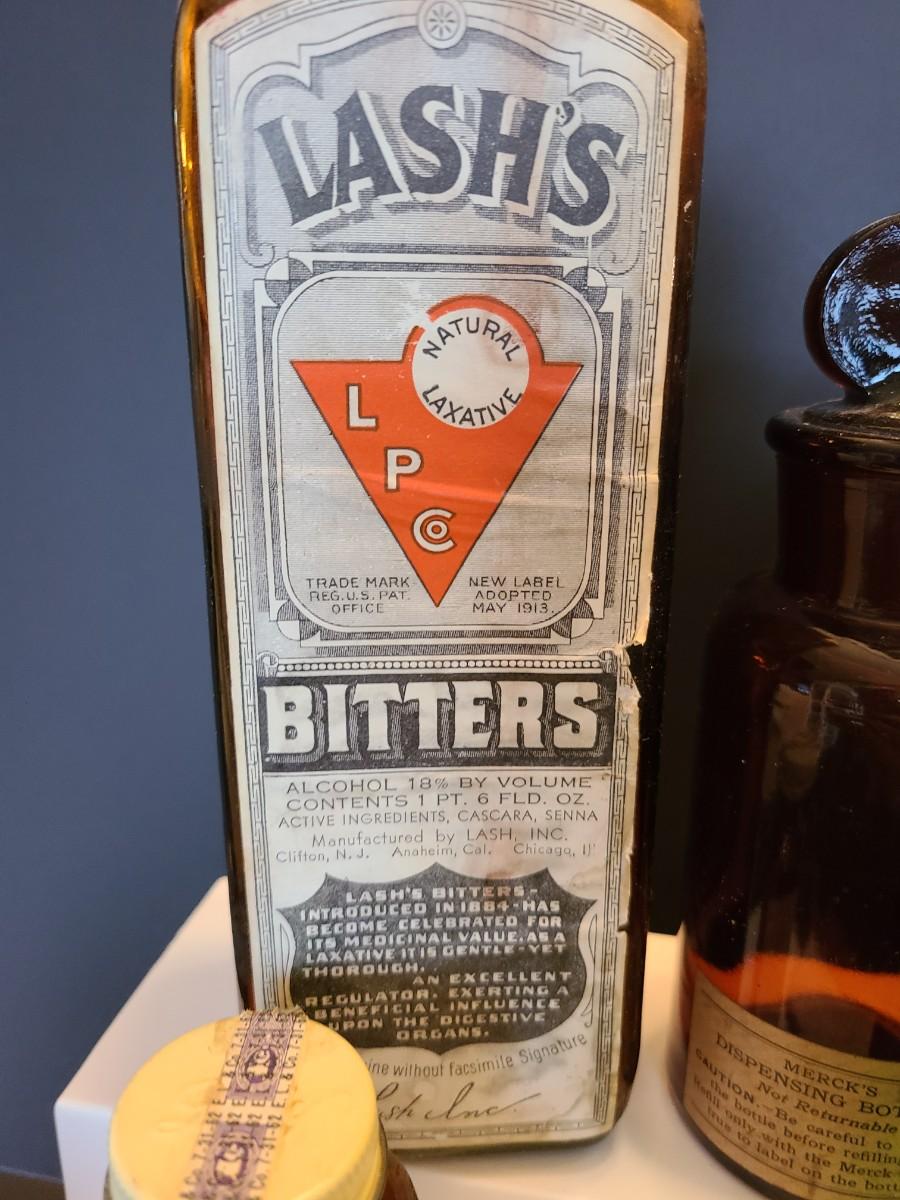 LASH'S
NATURAL
LAXATIVE
L
P
Co
TRADE MARK
REG. U.S. PAT.
OFFICE
NEW LABEL
ADOPTED
MAY 1913.
BITTERS
ALCOHOL 18% BY VOLUME
CONTENTS 1 PT. 6 FLD. OZ.
ACTIVE INGREDIENTS, CASCARA, SENNA
Manufactured by LASH, INC.
Clifton, N.J. Anaheim, Cal. Chicago,
LASH'S BITTERS-
INTRODUCED IN 1884-HAS
BECOME CELEBRATED FOR
ITS MEDICINAL VALUE. AS A
LAXATIVE IT IS GENTLE-YET
THOROUGH.
AN EXCELLENT
REGULATOR, EXERTING A
BENEFICIAL INFLUENCE
UPON THE DIGESTIVE
ORGANS.
without facsimile Signature
Inc.
MERCK'S
DISPENSING
Not Returnable
CAUTION.—Be careful to
the bottle before refilling
refill only with the Merck
true to label on the